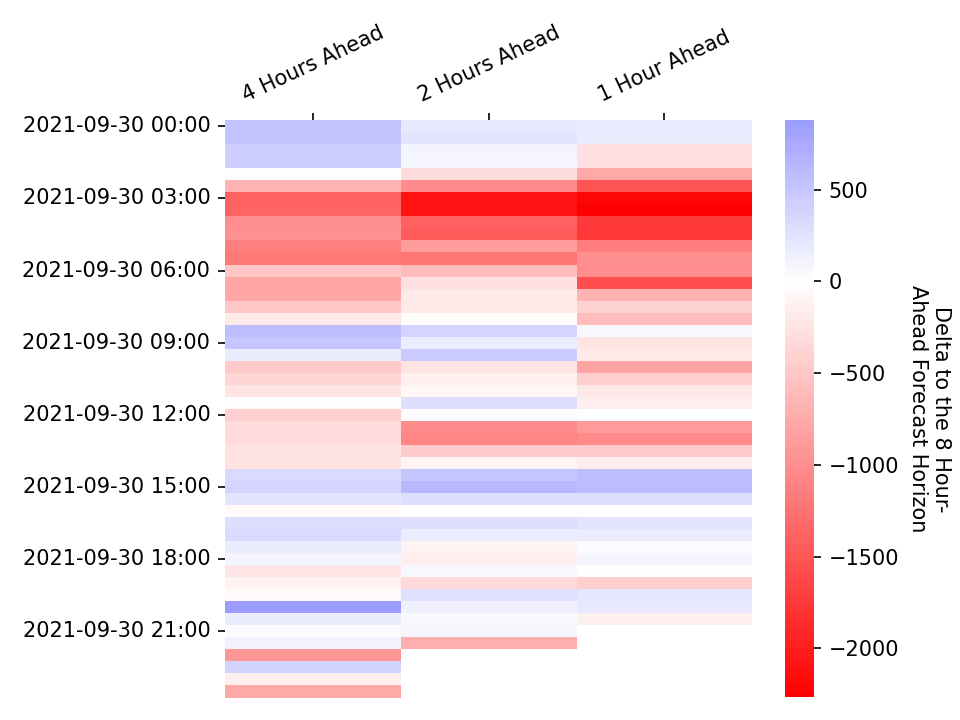 4 Hours Ahead
2 Hours Ahead
1 Hour Ahead
2021-09-30 00:00
2021-09-30 03:00
2021-09-30 06:00
2021-09-30 09:00
2021-09-30 12:00
2021-09-30 15:00
2021-09-30 18:00
2021-09-30 21:00
500
0
−500
−1000
−1500
−2000
Delta to the 8 Hour-
Ahead Forecast Horizon